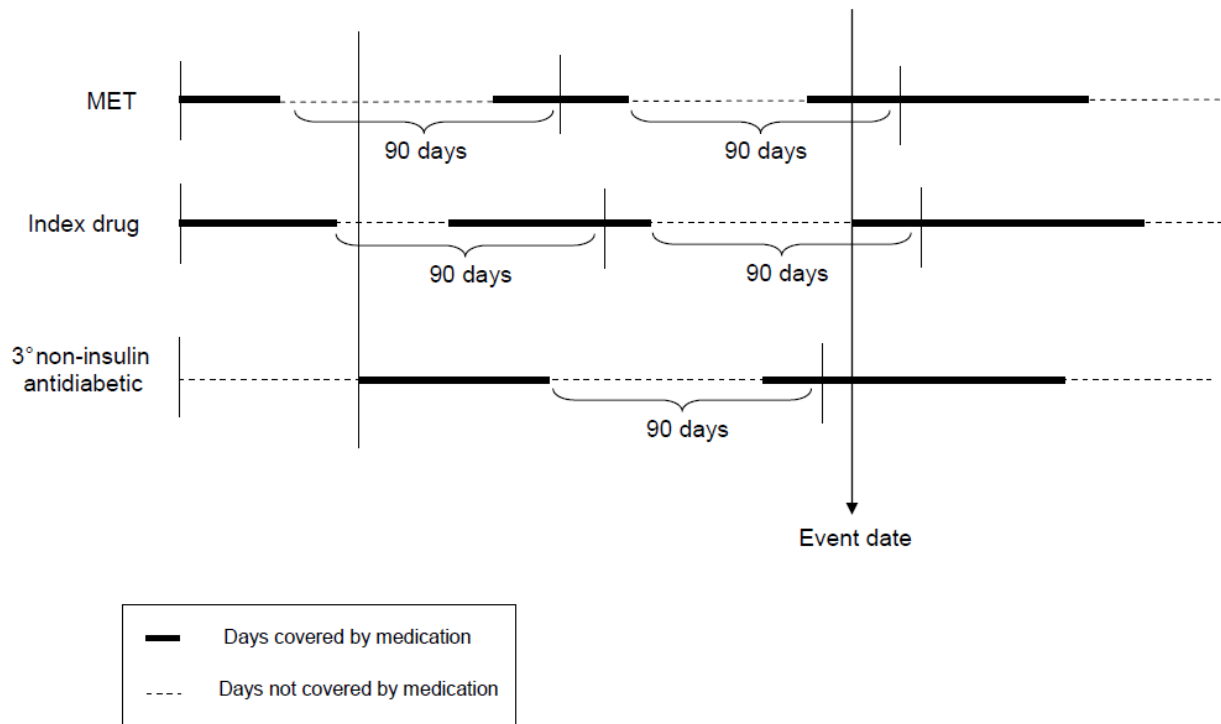 MET
90 days
90 days
Index drug
90 days
90 days
3° non-insulin
antidiabetic
90 days
Event date
Days covered by medication
Days not covered by medication